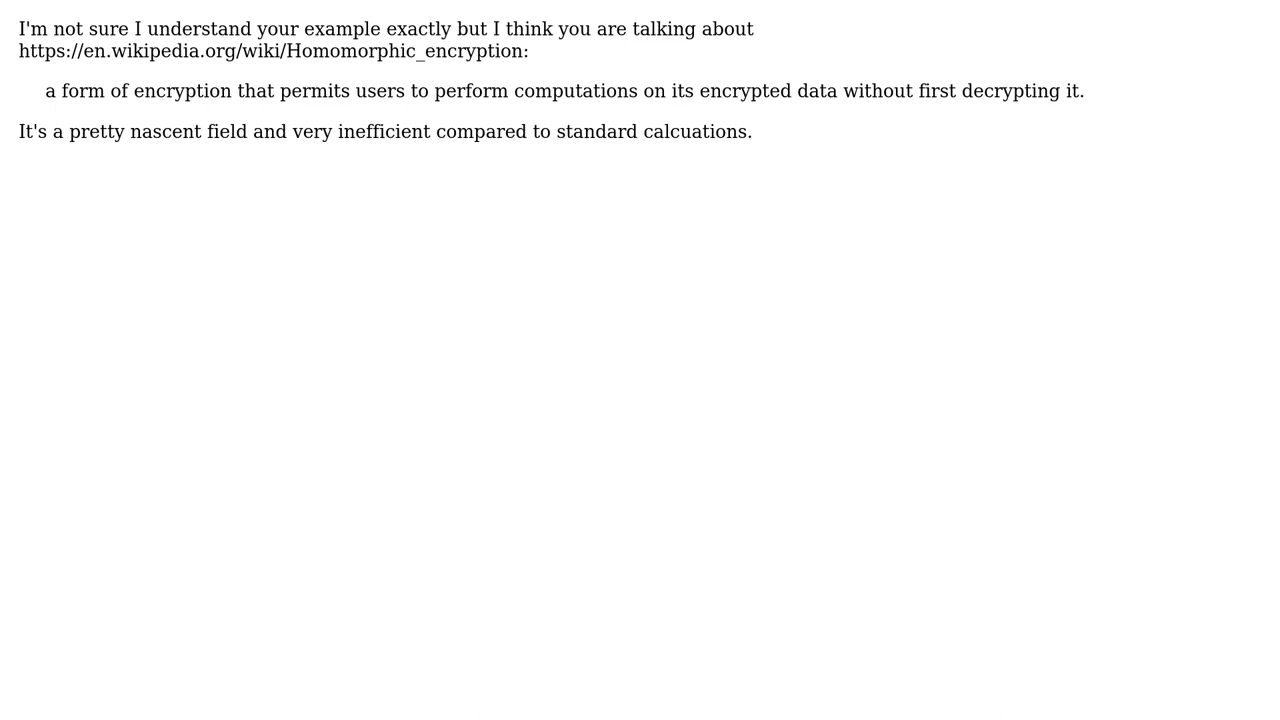 I'm not sure I understand your example exactly but I think you are talking about
https://en.wikipedia.org/wiki/Homomorphic_encryption:
a form of encryption that permits users to perform computations on its encrypted data without first decrypting it.
It's a pretty nascent field and very inefficient compared to standard calcuations.